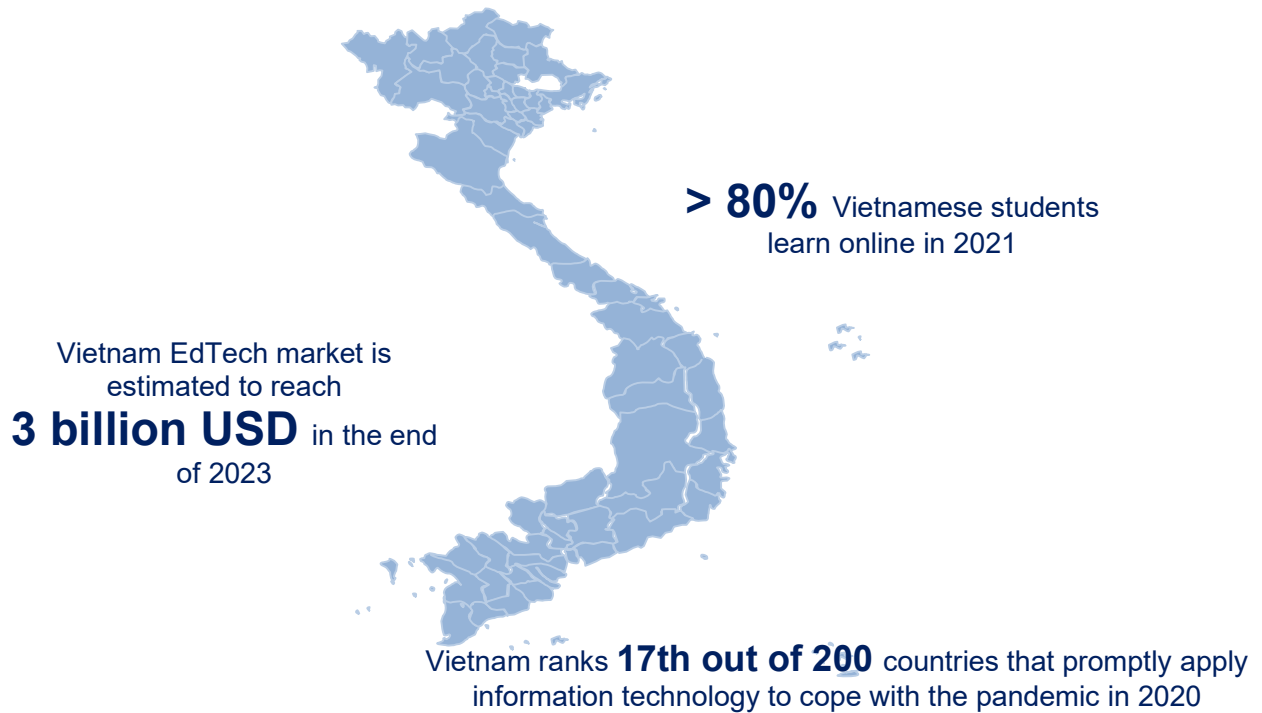 > 80% Vietnamese students
learn online in 2021
Vietnam EdTech market is
estimated to reach
3 billion USD in the end
of 2023
Vietnam ranks 17th out of 200 countries that promptly apply
information technology to cope with the pandemic in 2020